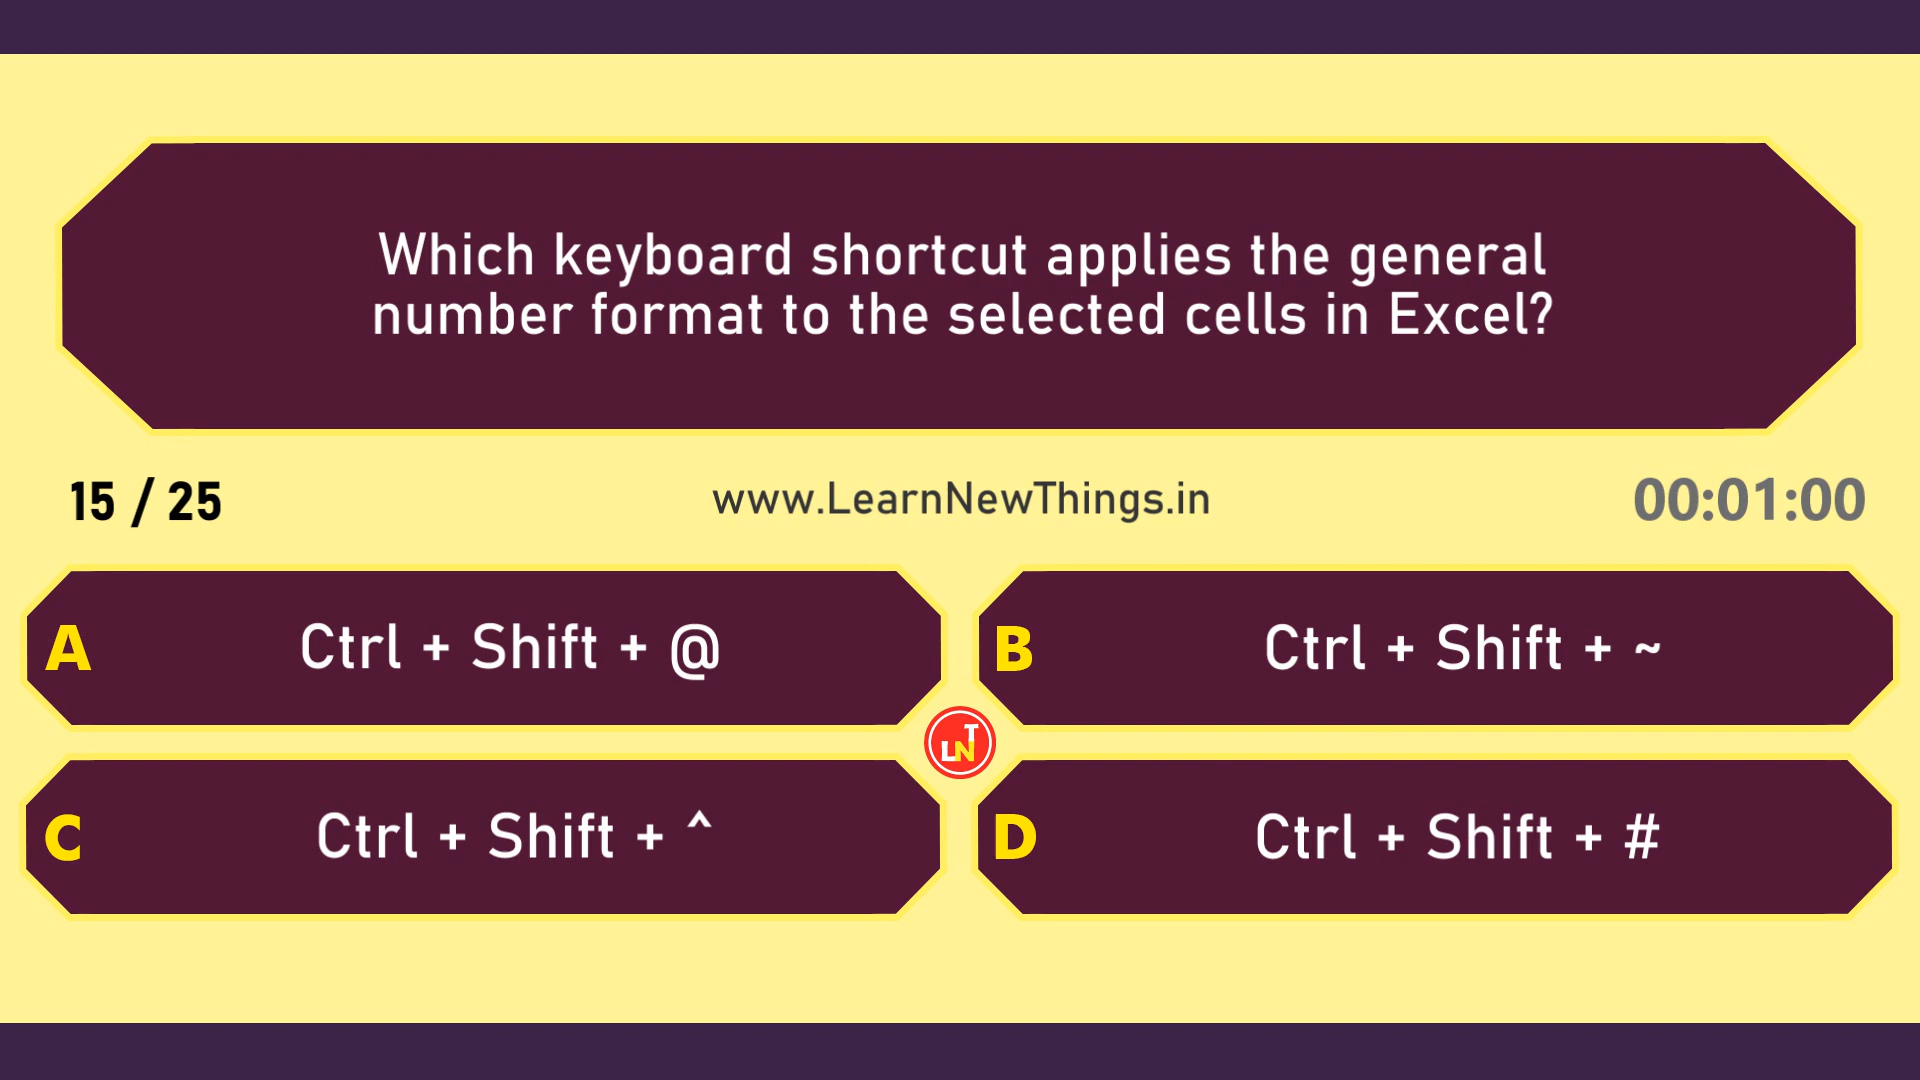 Which keyboard shortcut applies the general
number format to the selected cells in Excel?
15 / 25
www.LearnNewThings.in
00:01:00
A Ctrl + Shift + @
B Ctrl + Shift + ~
LNT
C Ctrl + Shift + ^
D Ctrl + Shift + #